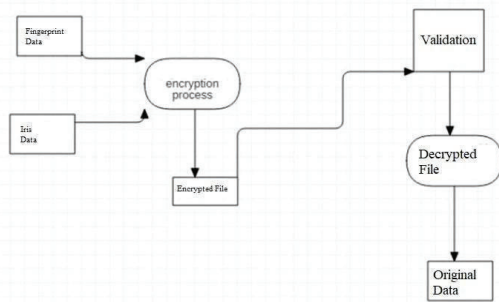 Fingerprint
Data
Iris
Data
encryption
process
Encrypted File
Validation
Decrypted
File
Original
Data